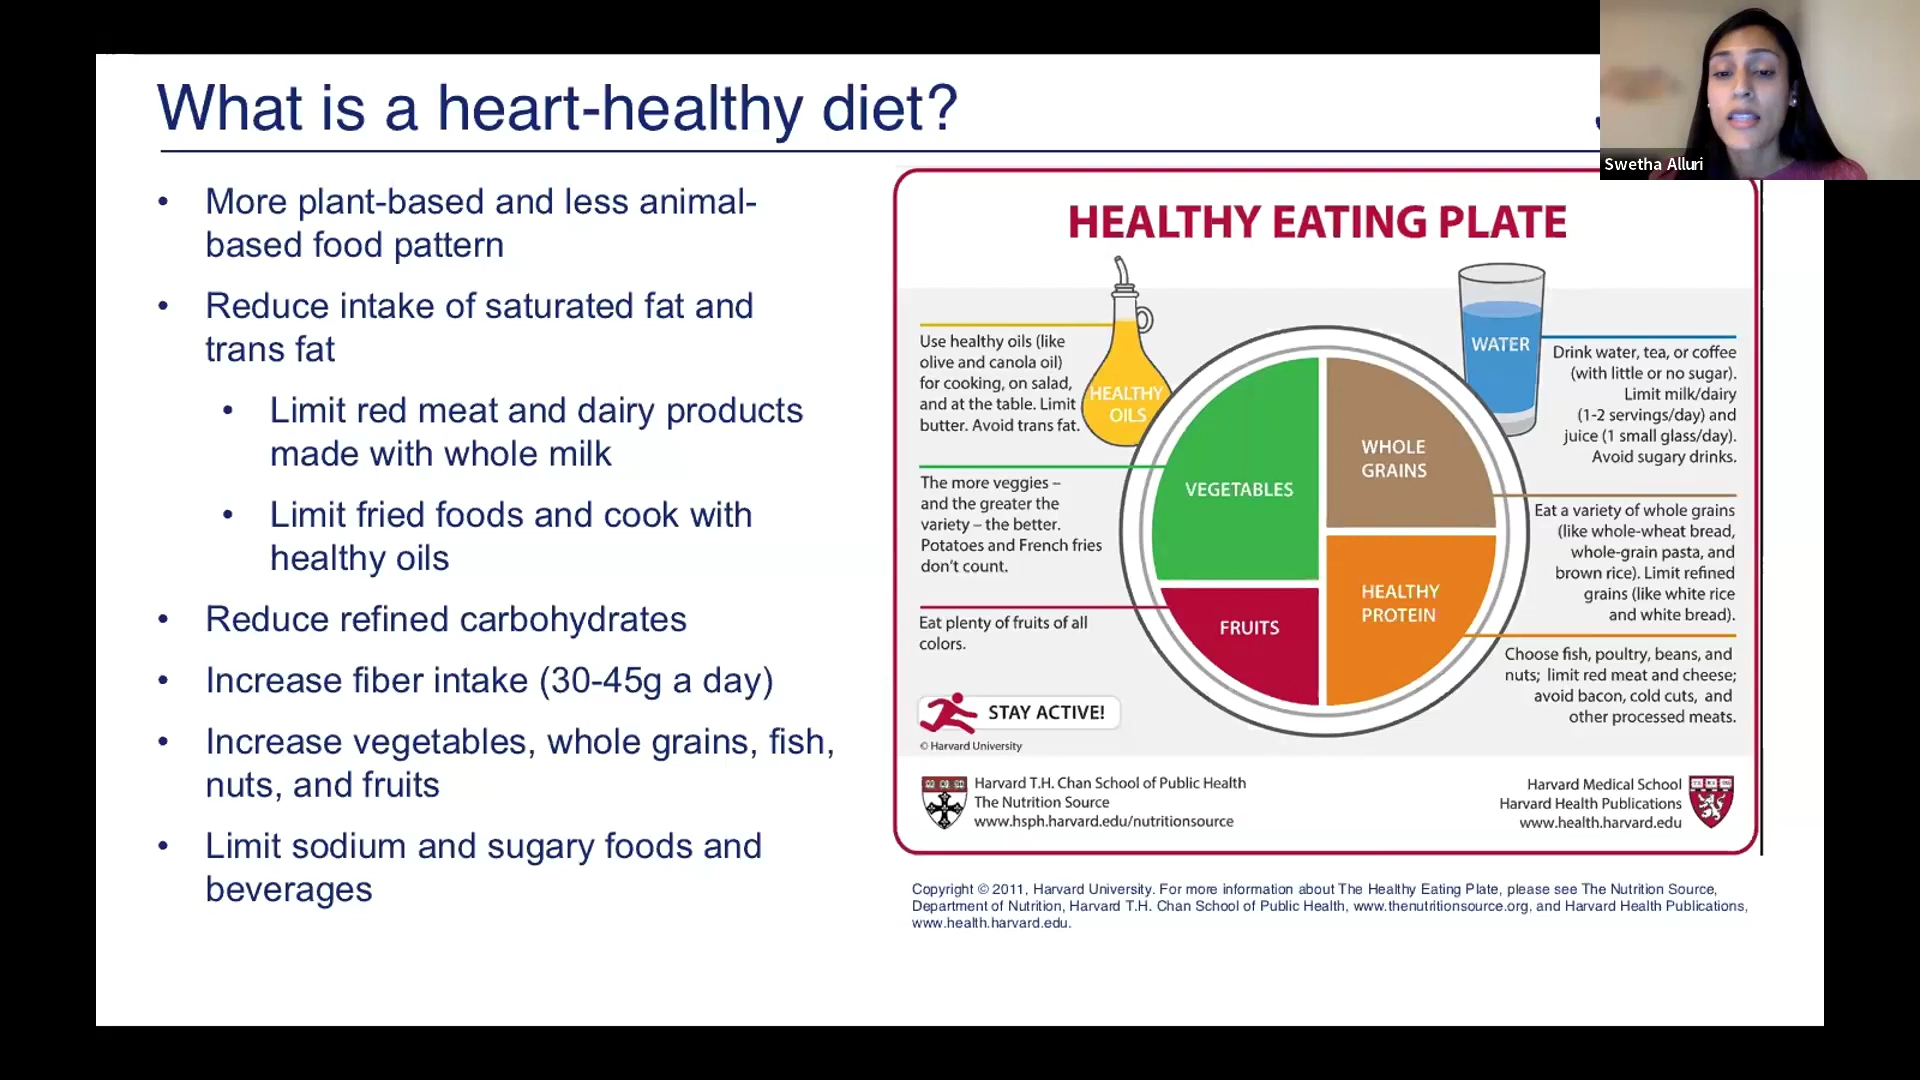 What is a heart-healthy diet?
Swetha Alluri
• More plant-based and less animal-
based food pattern
• Reduce intake of saturated fat and
trans fat
• Limit red meat and dairy products
made with whole milk
• Limit fried foods and cook with
healthy oils
• Reduce refined carbohydrates
• Increase fiber intake (30-45g a day)
• Increase vegetables, whole grains, fish,
nuts, and fruits
• Limit sodium and sugary foods and
beverages
HEALTHY EATING PLATE
Use healthy oils (like
olive and canola oil)
for cooking, on salad,
and at the table. Limit
butter. Avoid trans fat.
HEALTHY
OILS
The more veggies –
and the greater the
variety – the better.
Potatoes and French fries
don't count.
Eat plenty of fruits of all
colors.
VEGETABLES
FRUITS
WHOLE
GRAINS
HEALTHY
PROTEIN
WATER
Drink water, tea, or coffee
(with little or no sugar).
Limit milk/dairy
(1-2 servings/day) and
juice (1 small glass/day).
Avoid sugary drinks.
Eat a variety of whole grains
(like whole-wheat bread,
whole-grain pasta, and
brown rice). Limit refined
grains (like white rice
and white bread).
Choose fish, poultry, beans, and
nuts; limit red meat and cheese;
avoid bacon, cold cuts, and
other processed meats.
STAY ACTIVE!
© Harvard University
Harvard T.H. Chan School of Public Health
The Nutrition Source
www.hsph.harvard.edu/nutritionsource
Harvard Medical School
Harvard Health Publications
www.health.harvard.edu
Copyright © 2011, Harvard University. For more information about The Healthy Eating Plate, please see The Nutrition Source,
Department of Nutrition, Harvard T.H. Chan School of Public Health, www.thenutritionsource.org, and Harvard Health Publications,
www.health.harvard.edu.